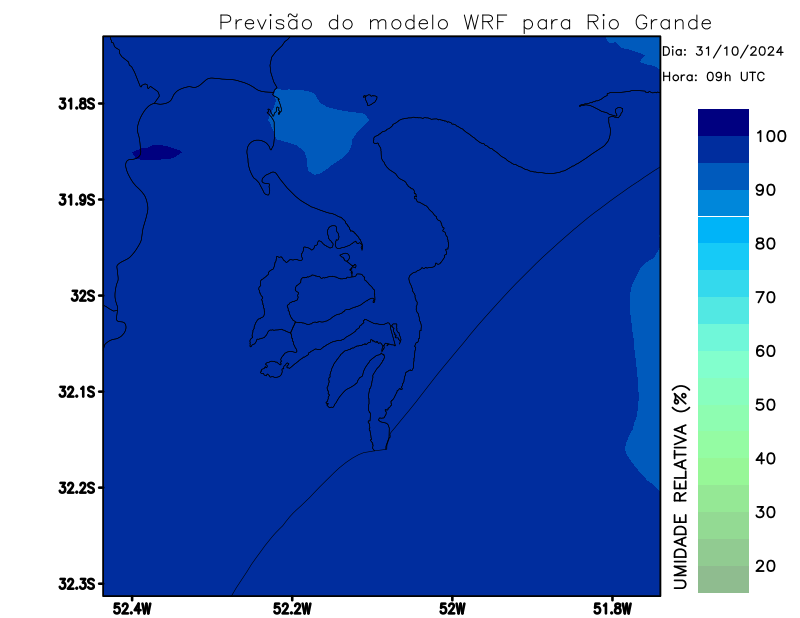 Previsão do modelo WRF para Rio Grande
Dia: 31/10/2024
Hora: 09h UTC
31.8S
31.9S
32S
32.1S
32.2S
32.3S
52.4W
52.2W
52W
51.8W
100
90
80
70
60
50
40
30
20
UMIDADE RELATIVA (%)